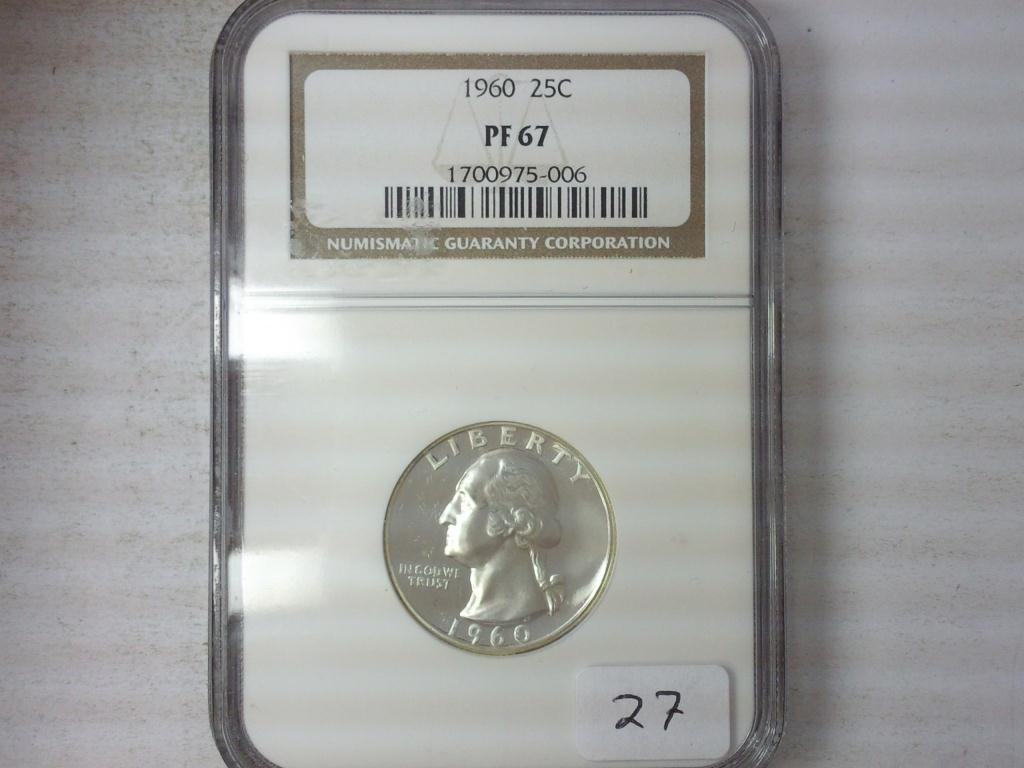 1960 25C
PF 67
1700975-006
NUMISMATIC GUARANTY CORPORATION
LIBERTY
IN GOD WE
TRUST
1960
27